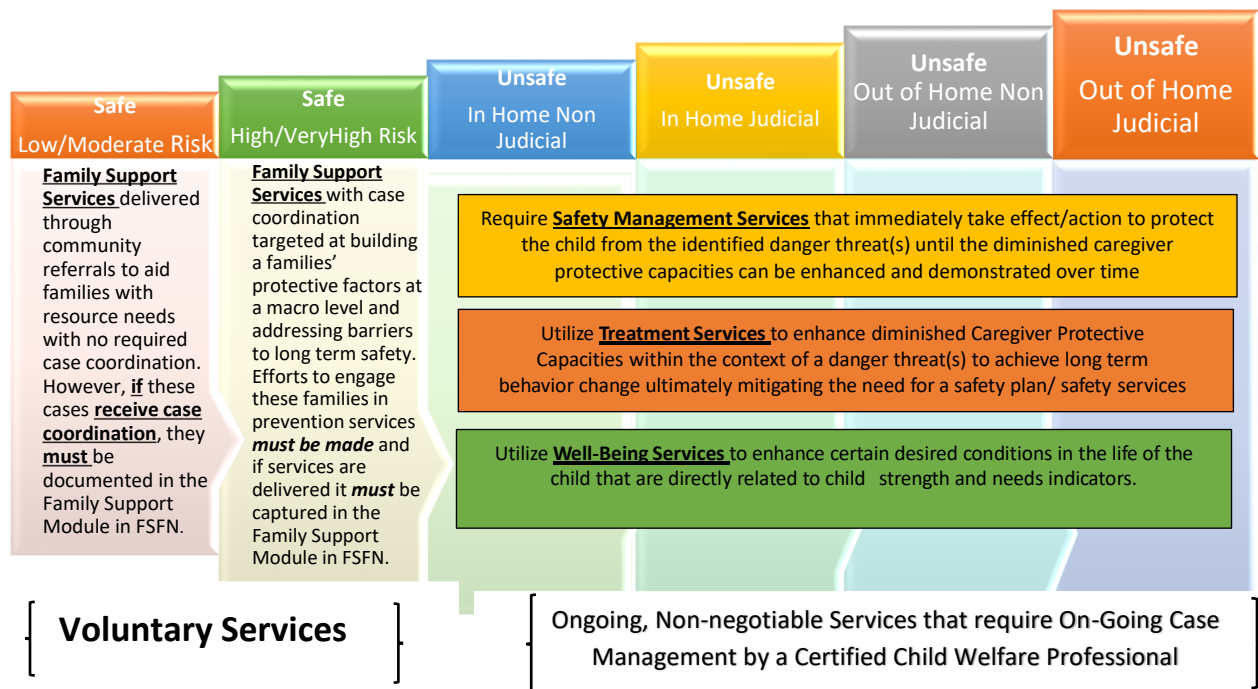 Safe
Low/Moderate Risk
Safe
High/VeryHigh Risk
Unsafe
In Home Non
Judicial
Unsafe
In Home Judicial
Unsafe
Out of Home Non
Judicial
Unsafe
Out of Home
Judicial
Family Support
Services delivered
through
community
referrals to aid
families with
resource needs
with no required
case coordination.
However, if these
cases receive case
coordination, they
must be
documented in the
Family Support
Module in FSFN.
Family Support
Services with case
coordination
targeted at building
a families’
protective factors at
a macro level and
addressing barriers
to long term safety.
Efforts to engage
these families in
prevention services
must be made and
if services are
delivered it must be
captured in the
Family Support
Module in FSFN.
Require Safety Management Services that immediately take effect/action to protect
the child from the identified danger threat(s) until the diminished caregiver
protective capacities can be enhanced and demonstrated over time
Utilize Treatment Services to enhance diminished Caregiver Protective
Capacities within the context of a danger threat(s) to achieve long term
behavior change ultimately mitigating the need for a safety plan/ safety services
Utilize Well-Being Services to enhance certain desired conditions in the life of the
child that are directly related to child strength and needs indicators.
Voluntary Services
Ongoing, Non-negotiable Services that require On-Going Case
Management by a Certified Child Welfare Professional